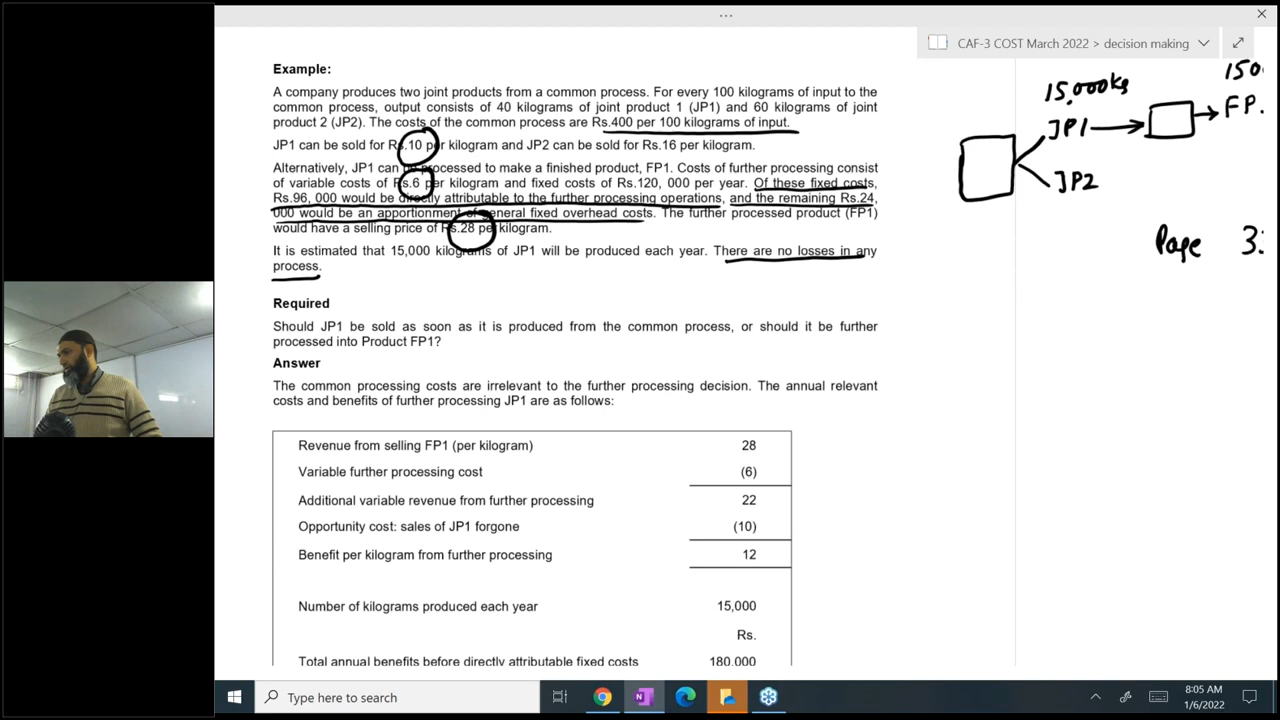 CAF-3 COST March 2022 > decision making
Example:
A company produces two joint products from a common process. For every 100 kilograms of input to the
common process, output consists of 40 kilograms of joint product 1 (JP1) and 60 kilograms of joint
product 2 (JP2). The costs of the common process are Rs.400 per 100 kilograms of input.
JP1 can be sold for Rs.10 per kilogram and JP2 can be sold for Rs.16 per kilogram.
Alternatively, JP1 can be processed to make a finished product, FP1. Costs of further processing consist
of variable costs of Rs.6 per kilogram and fixed costs of Rs.120, 000 per year. Of these fixed costs,
Rs.96, 000 would be directly attributable to the further processing operations, and the remaining Rs.24,
000 would be an apportionment of general fixed overhead costs. The further processed product (FP1)
would have a selling price of Rs.28 per kilogram.
It is estimated that 15,000 kilograms of JP1 will be produced each year. There are no losses in any
process.
Required
Should JP1 be sold as soon as it is produced from the common process, or should it be further
processed into Product FP1?
Answer
The common processing costs are irrelevant to the further processing decision. The annual relevant
costs and benefits of further processing JP1 are as follows:
Revenue from selling FP1 (per kilogram) 28
Variable further processing cost (6)
Additional variable revenue from further processing 22
Opportunity cost: sales of JP1 forgone (10)
Benefit per kilogram from further processing 12
Number of kilograms produced each year 15,000
Rs.
Total annual benefits before directly attributable fixed costs 180,000
150
15,000 ks
JP1
FP.
JP2
Page 3
Type here to search
8:05 AM
1/6/2022